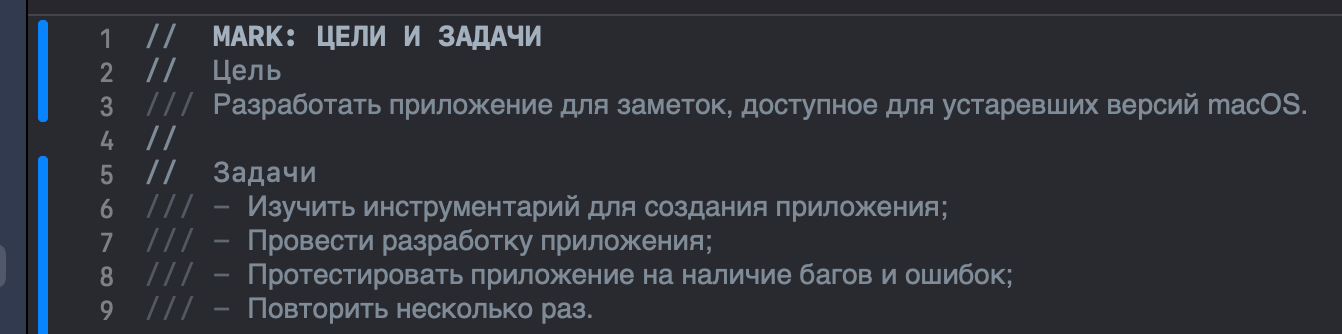 1 // MARK: ЦЕЛИ И ЗАДАЧИ
2 // Цель
3 /// Разработать приложение для заметок, доступное для устаревших версий macOS.
4 //
5 // Задачи
6 /// - Изучить инструментарий для создания приложения;
7 /// - Провести разработку приложения;
8 /// - Протестировать приложение на наличие багов и ошибок;
9 /// - Повторить несколько раз.